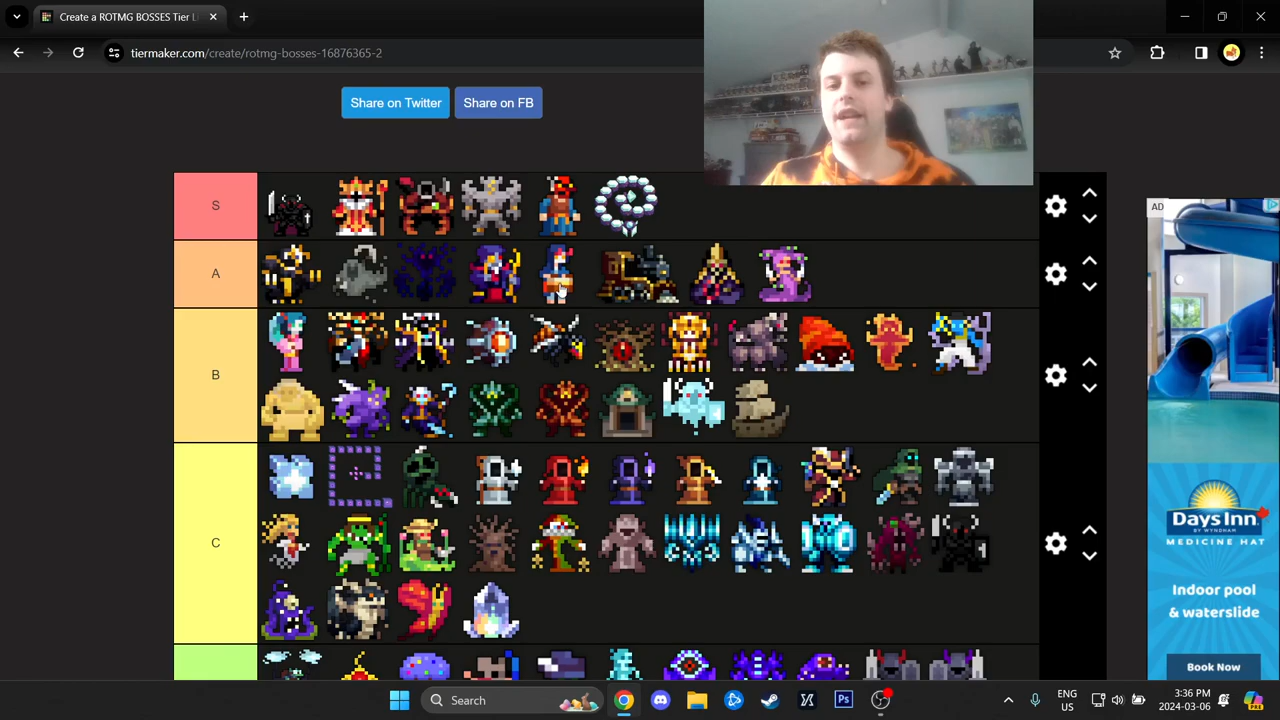 Create a ROTMG BOSSES Tier Li
tiermaker.com/create/rotmg-bosses-16876365-2
Share on Twitter
Share on FB
S
A
B
C
AD
Days Inn
BY WYNDHAM
MEDICINE HAT
Indoor pool
& waterslide
Book Now
Search
Ps
ENG
US
3:36 PM
2024-03-06